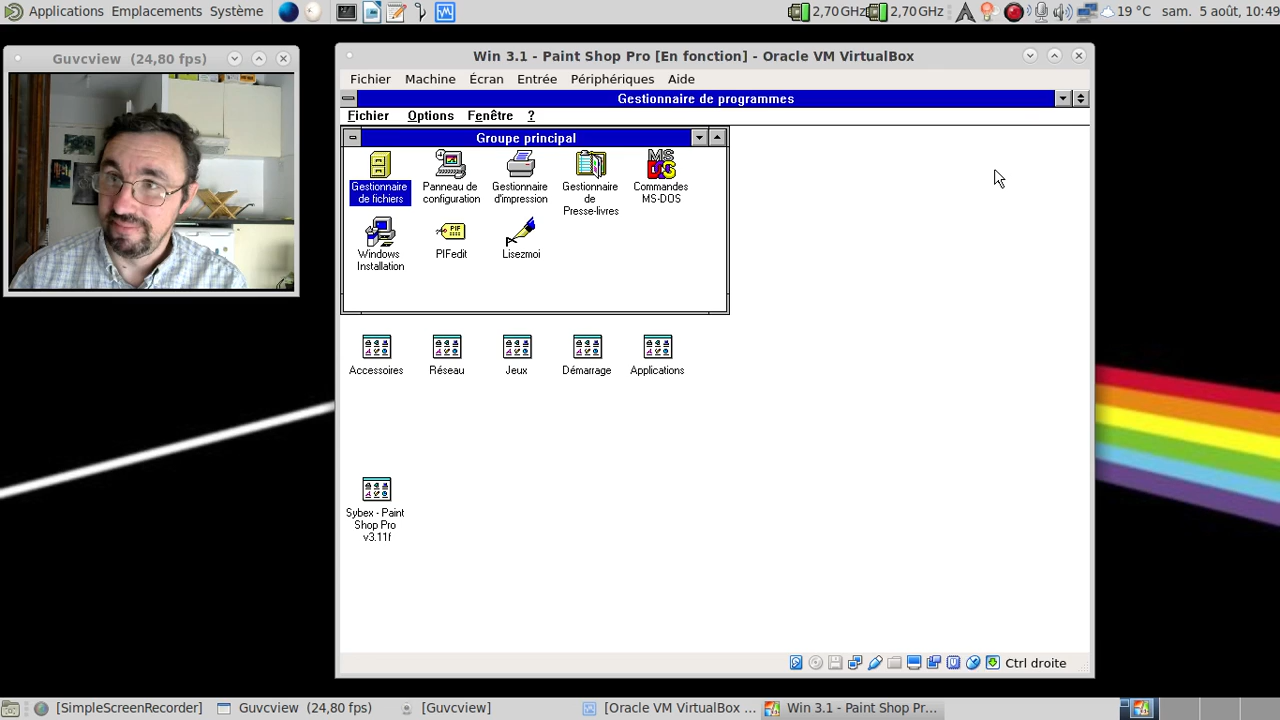 Applications Emplacements Système 2,70 GHz 2,70 GHz 19 °C sam. 5 août, 10:49
Guvcview (24,80 fps)
Win 3.1 - Paint Shop Pro [En fonction] - Oracle VM VirtualBox
Fichier Machine Écran Entrée Périphériques Aide
Gestionnaire de programmes
Fichier Options Fenêtre ?
Groupe principal
Gestionnaire de fichiers
Panneau de configuration
Gestionnaire d'impression
Gestionnaire de Presse-livres
MS DOS
Commandes MS-DOS
Windows Installation
PIF
PIFedit
Lisezmoi
Accessoires Réseau Jeux Démarrage Applications
Sybex - Paint
Shop Pro
v3.11f
Ctrl droite
[SimpleScreenRecorder] Guvcview (24,80 fps) [Guvcview] [Oracle VM VirtualBox ... Win 3.1 - Paint Shop Pr...